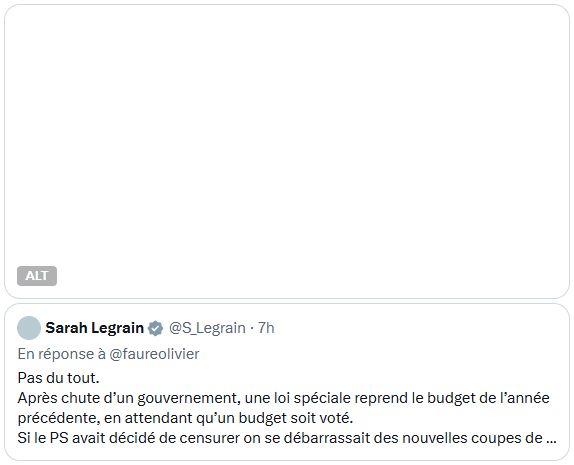 ALT
Sarah Legrain @S_Legrain · 7h
En réponse à @faureolivier
Pas du tout.
Après chute d’un gouvernement, une loi spéciale reprend le budget de l’année
précédente, en attendant qu’un budget soit voté.
Si le PS avait décidé de censurer on se débarrassait des nouvelles coupes de ...